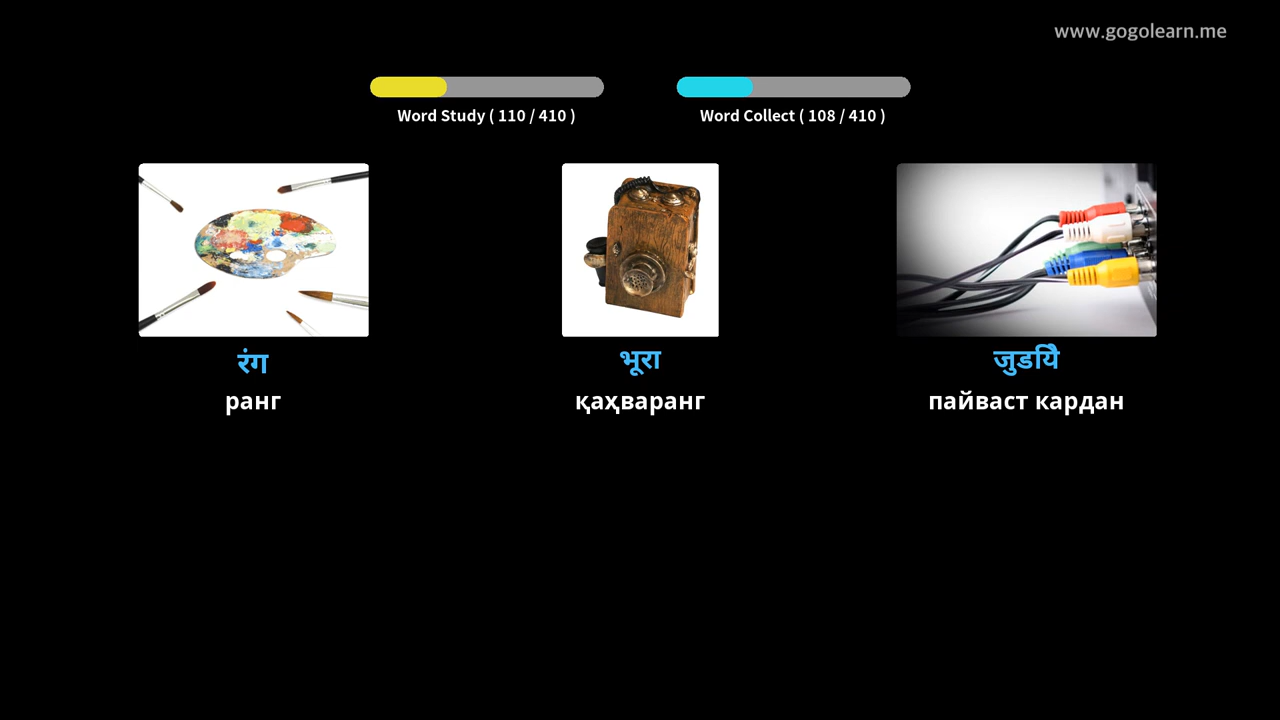 www.gogolearn.me
Word Study ( 110 / 410 )
Word Collect ( 108 / 410 )
रंग
भूरा
जुडयिे
ранг
қаҳваранг
пайваст кардан